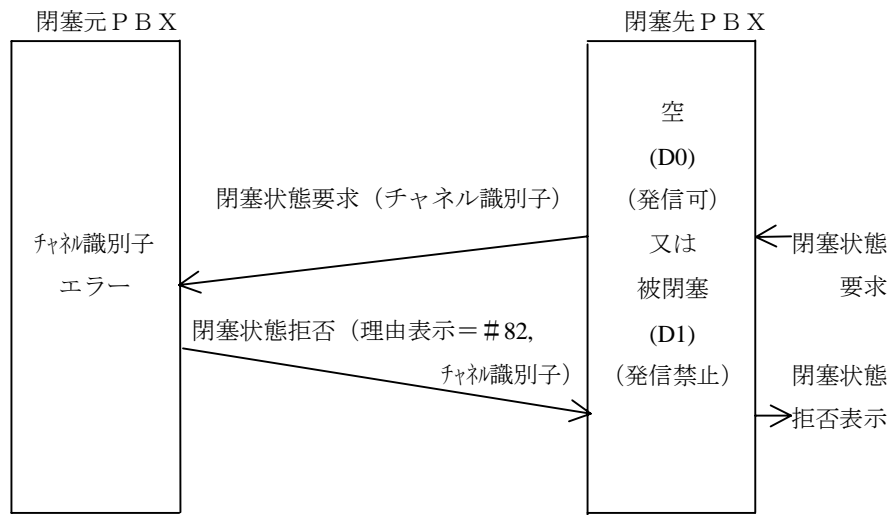 閉塞元ＰＢＸ
閉塞先ＰＢＸ
空
(D0)
（発信可）
又は
被閉塞
(D1)
（発信禁止）
閉塞状態要求（チャネル識別子）
ﾁｬﾈﾙ識別子
エラー
閉塞状態
要求
閉塞状態拒否（理由表示＝＃82,
ﾁｬﾈﾙ識別子）
閉塞状態
拒否表示